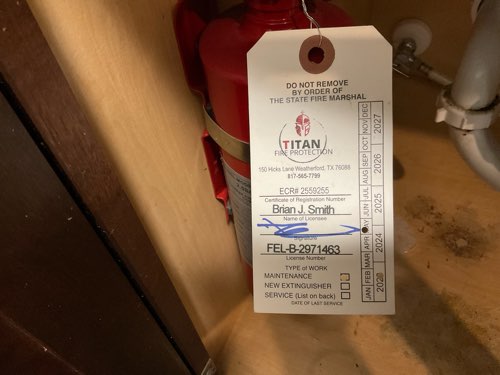 DO NOT REMOVE
BY ORDER OF
THE STATE FIRE MARSHAL
TITAN
FIRE PROTECTION
150 Hicks Lane Weatherford, TX 76088
817-565-7799
ECR# 2559255
Certificate of Registration Number
Brian J. Smith
Name of Licensee
Signature
FEL-B-2971463
License Number
TYPE of WORK
MAINTENANCE
NEW EXTINGUISHER
SERVICE (List on back)
DATE OF LAST SERVICE
JAN FEB MAR APR JUN JUL AUG SEP OCT NOV DEC
2024 2025 2026 2027